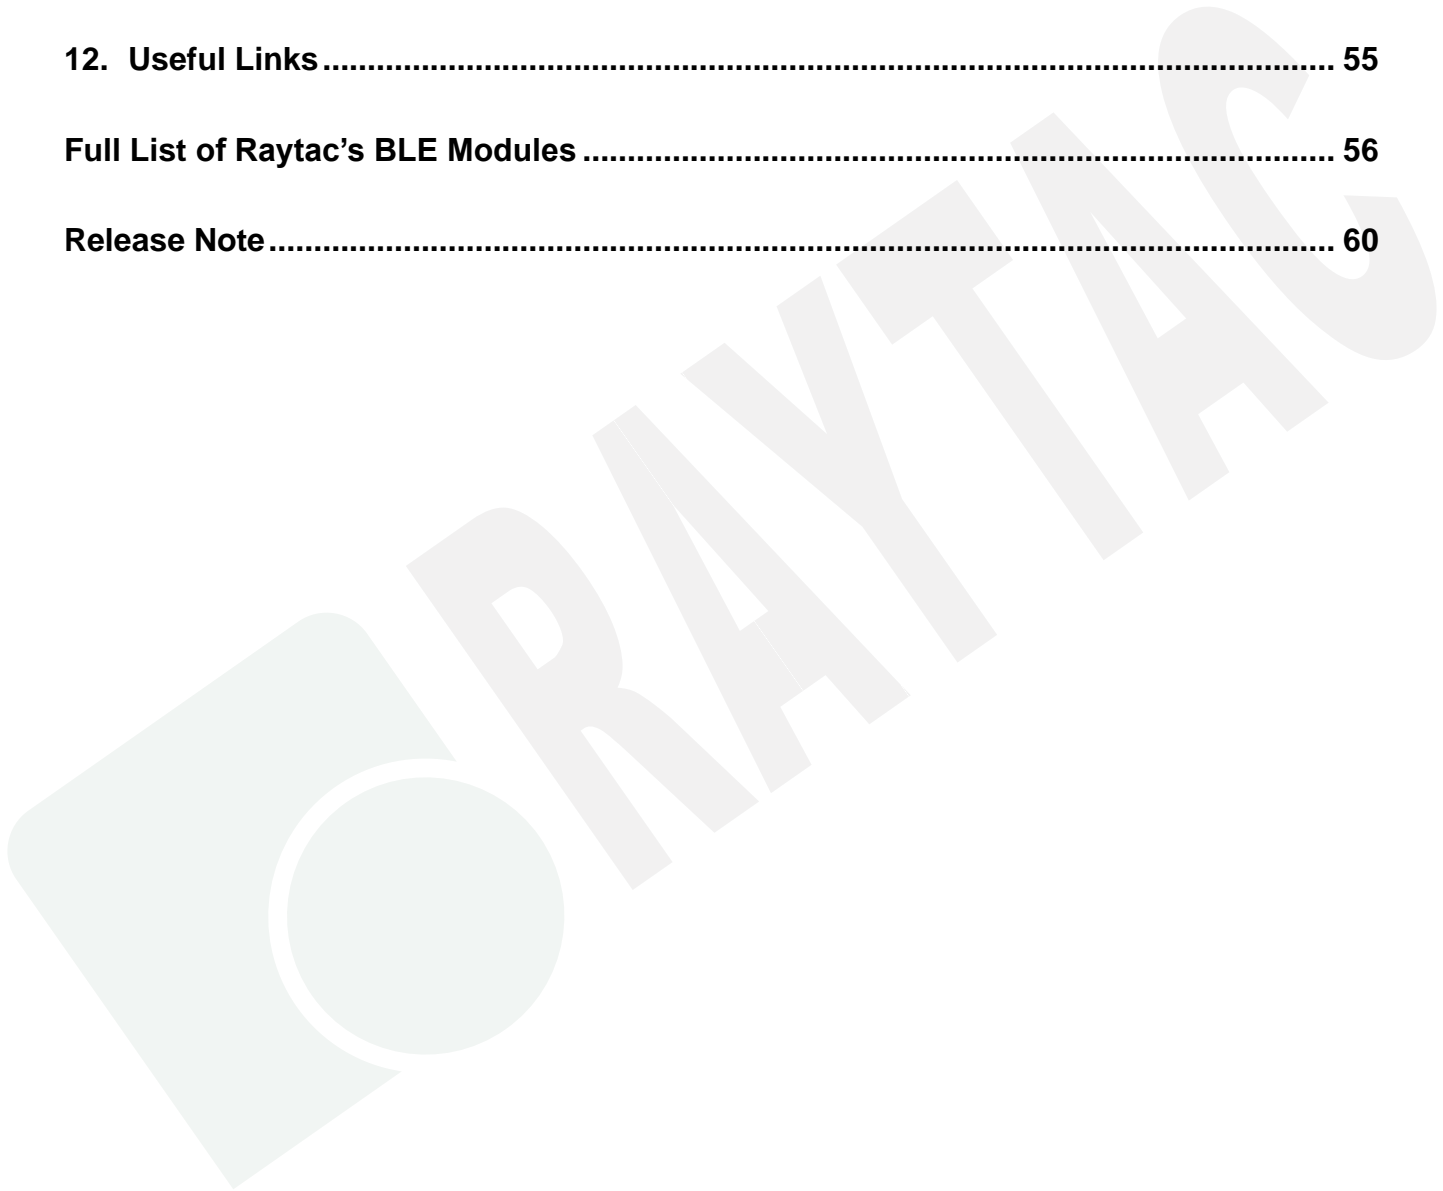 12. Useful Links.................................................................................................................. 55
Full List of Raytac’s BLE Modules.................................................................................... 56
Release Note....................................................................................................................... 60
RAYTAC